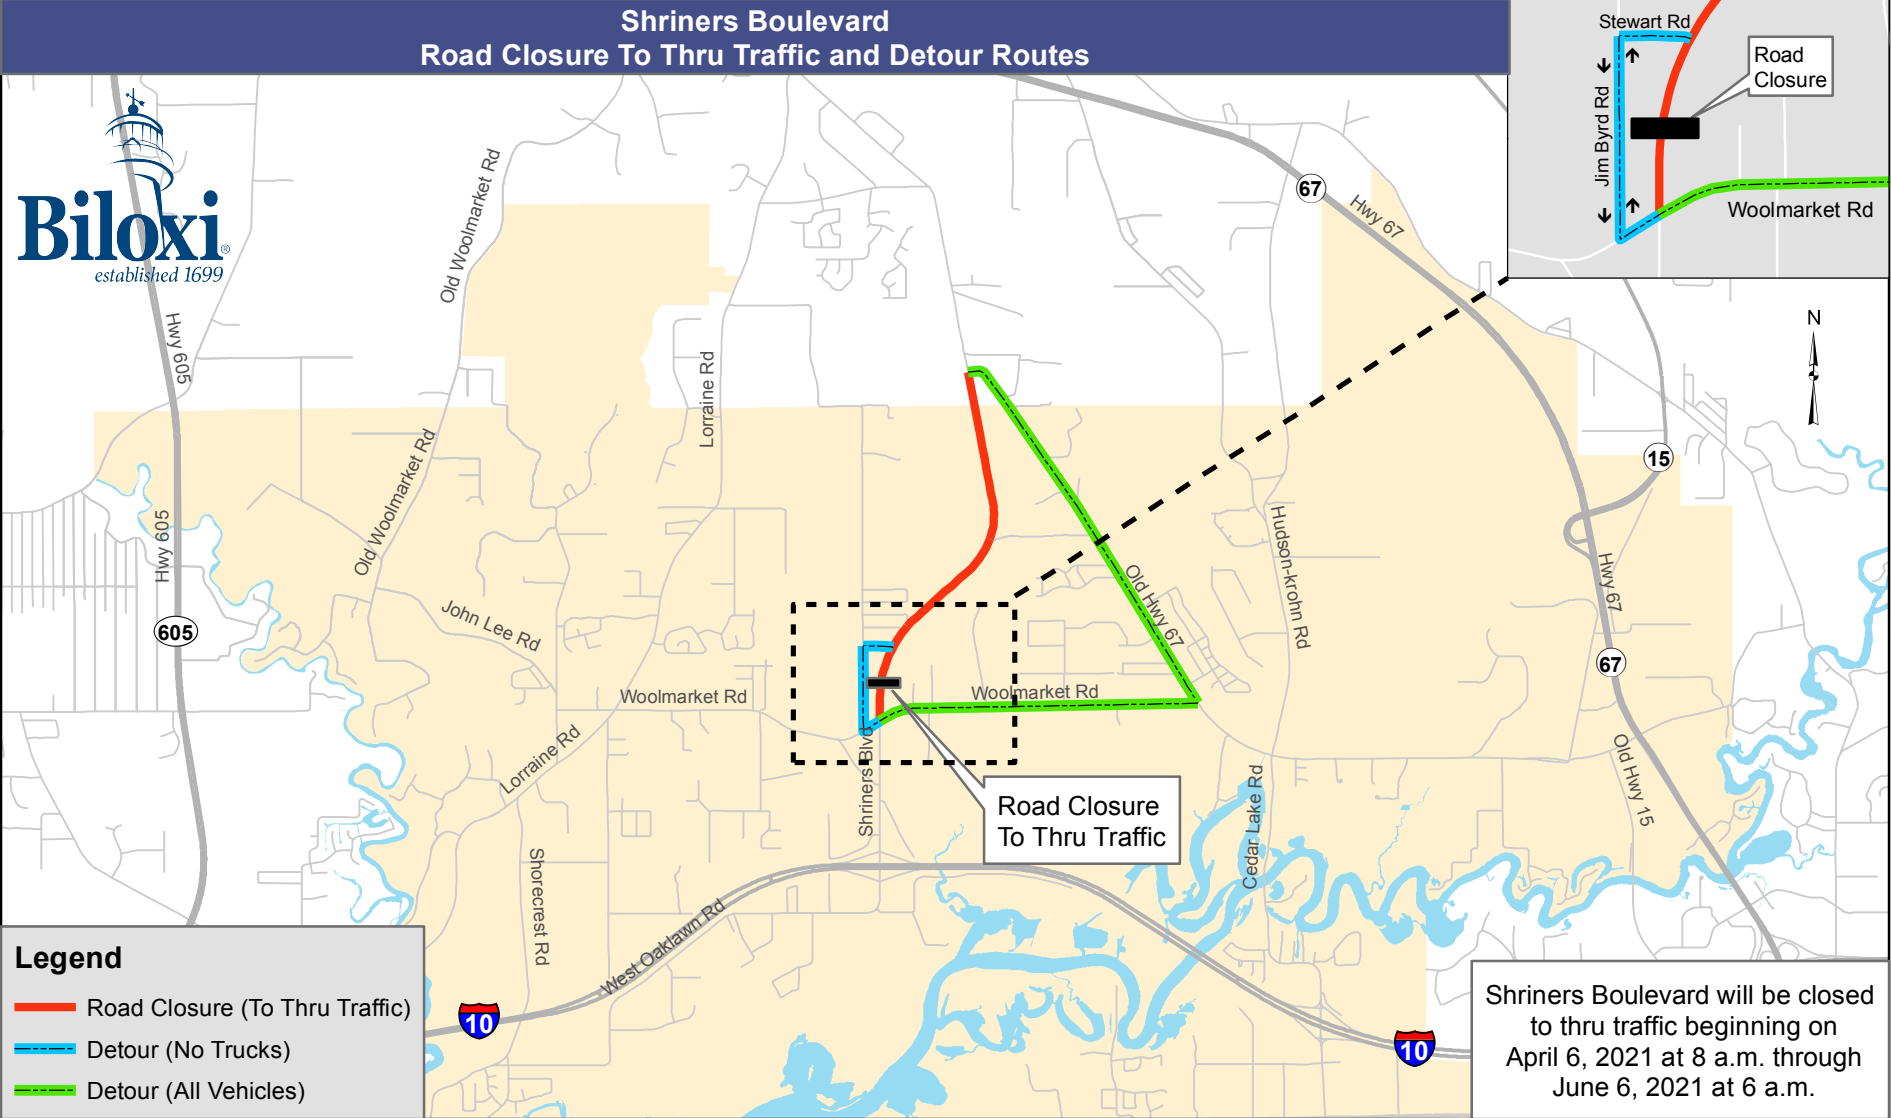 Shriners Boulevard
Road Closure To Thru Traffic and Detour Routes
Stewart Rd
Road
Closure
Jim Byrd Rd
Woolmarket Rd
Biloxi®
established 1699
Old Woolmarket Rd
67
Hwy 67
N
Hwy 605
Lorraine Rd
15
Old Woolmarket Rd
Hwy 605
Hudson-krohn Rd
Hwy 67
Old Hwy 67
605
John Lee Rd
67
Woolmarket Rd
Woolmarket Rd
Lorraine Rd
Shriners Blvd
Old Hwy 15
Cedar Lake Rd
Road Closure
To Thru Traffic
Shorecrest Rd
West Oaklawn Rd
10
10
Legend
Road Closure (To Thru Traffic)
Detour (No Trucks)
Detour (All Vehicles)
Shriners Boulevard will be closed
to thru traffic beginning on
April 6, 2021 at 8 a.m. through
June 6, 2021 at 6 a.m.